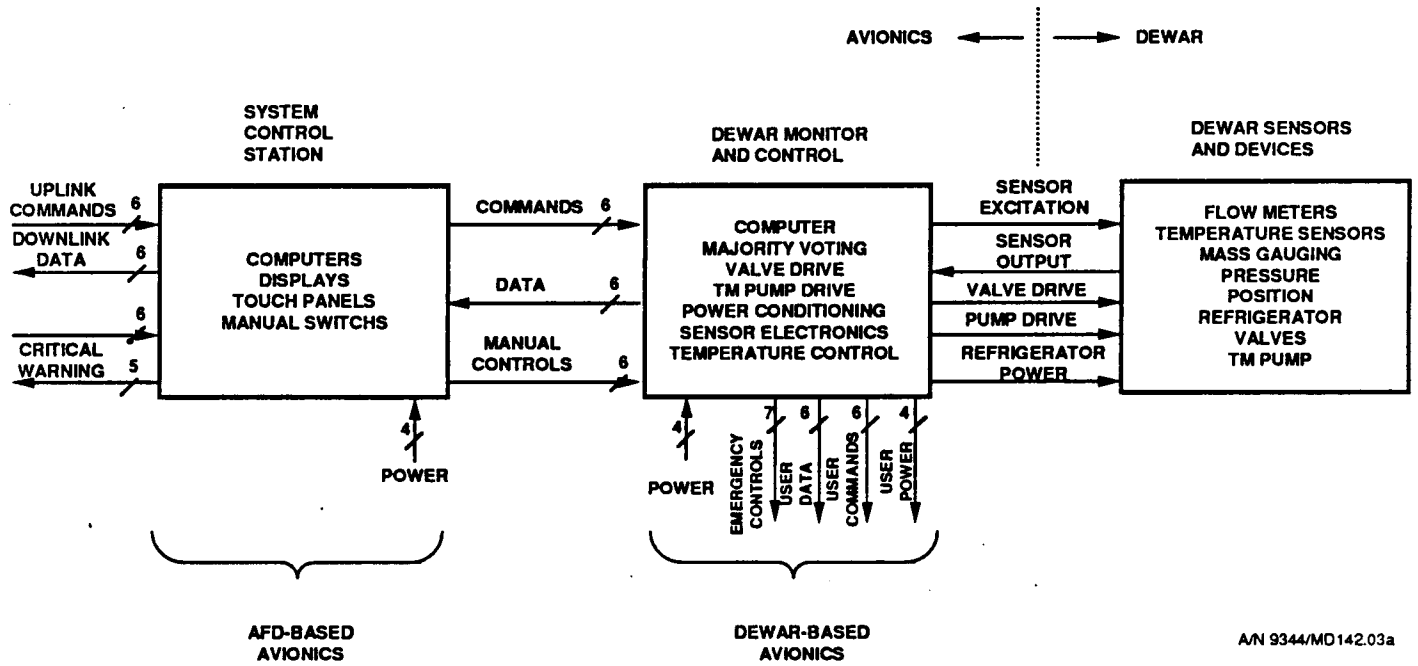 AVIONICS
DEWAR
SYSTEM
CONTROL
STATION
DEWAR MONITOR
AND CONTROL
DEWAR SENSORS
AND DEVICES
UPLINK
COMMANDS
6
DOWNLINK
DATA
6
6
CRITICAL
WARNING
5
COMPUTERS
DISPLAYS
TOUCH PANELS
MANUAL SWITCHS
4
POWER
COMMANDS
6
DATA
6
MANUAL
CONTROLS
6
COMPUTER
MAJORITY VOTING
VALVE DRIVE
TM PUMP DRIVE
POWER CONDITIONING
SENSOR ELECTRONICS
TEMPERATURE CONTROL
4
POWER
7
EMERGENCY
CONTROLS
6
USER
DATA
6
USER
COMMANDS
4
USER
POWER
SENSOR
EXCITATION
SENSOR
OUTPUT
VALVE DRIVE
PUMP DRIVE
REFRIGERATOR
POWER
FLOW METERS
TEMPERATURE SENSORS
MASS GAUGING
PRESSURE
POSITION
REFRIGERATOR
VALVES
TM PUMP
AFD-BASED
AVIONICS
DEWAR-BASED
AVIONICS
A/N 9344/MD142.03a